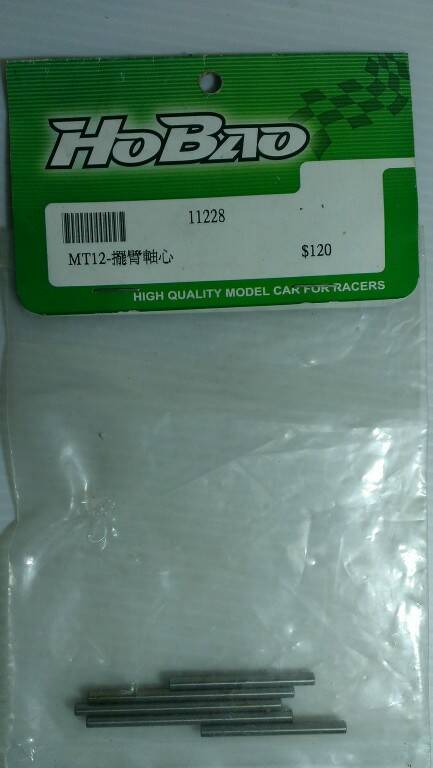 HOBAO
11228
MT12-擺臂軸心 $120
HIGH QUALITY MODEL CAR FOR RACERS